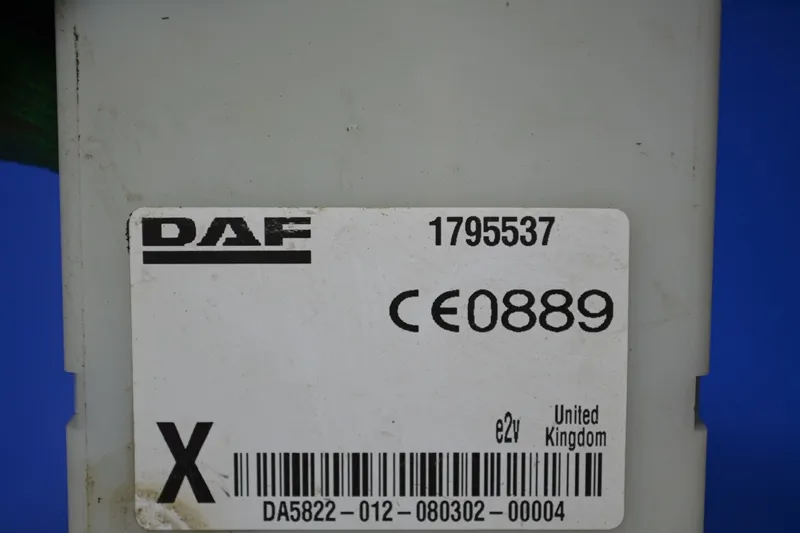 DAF 1795537
CE0889
X
e2v
United
Kingdom
DA5822-012-080302-00004